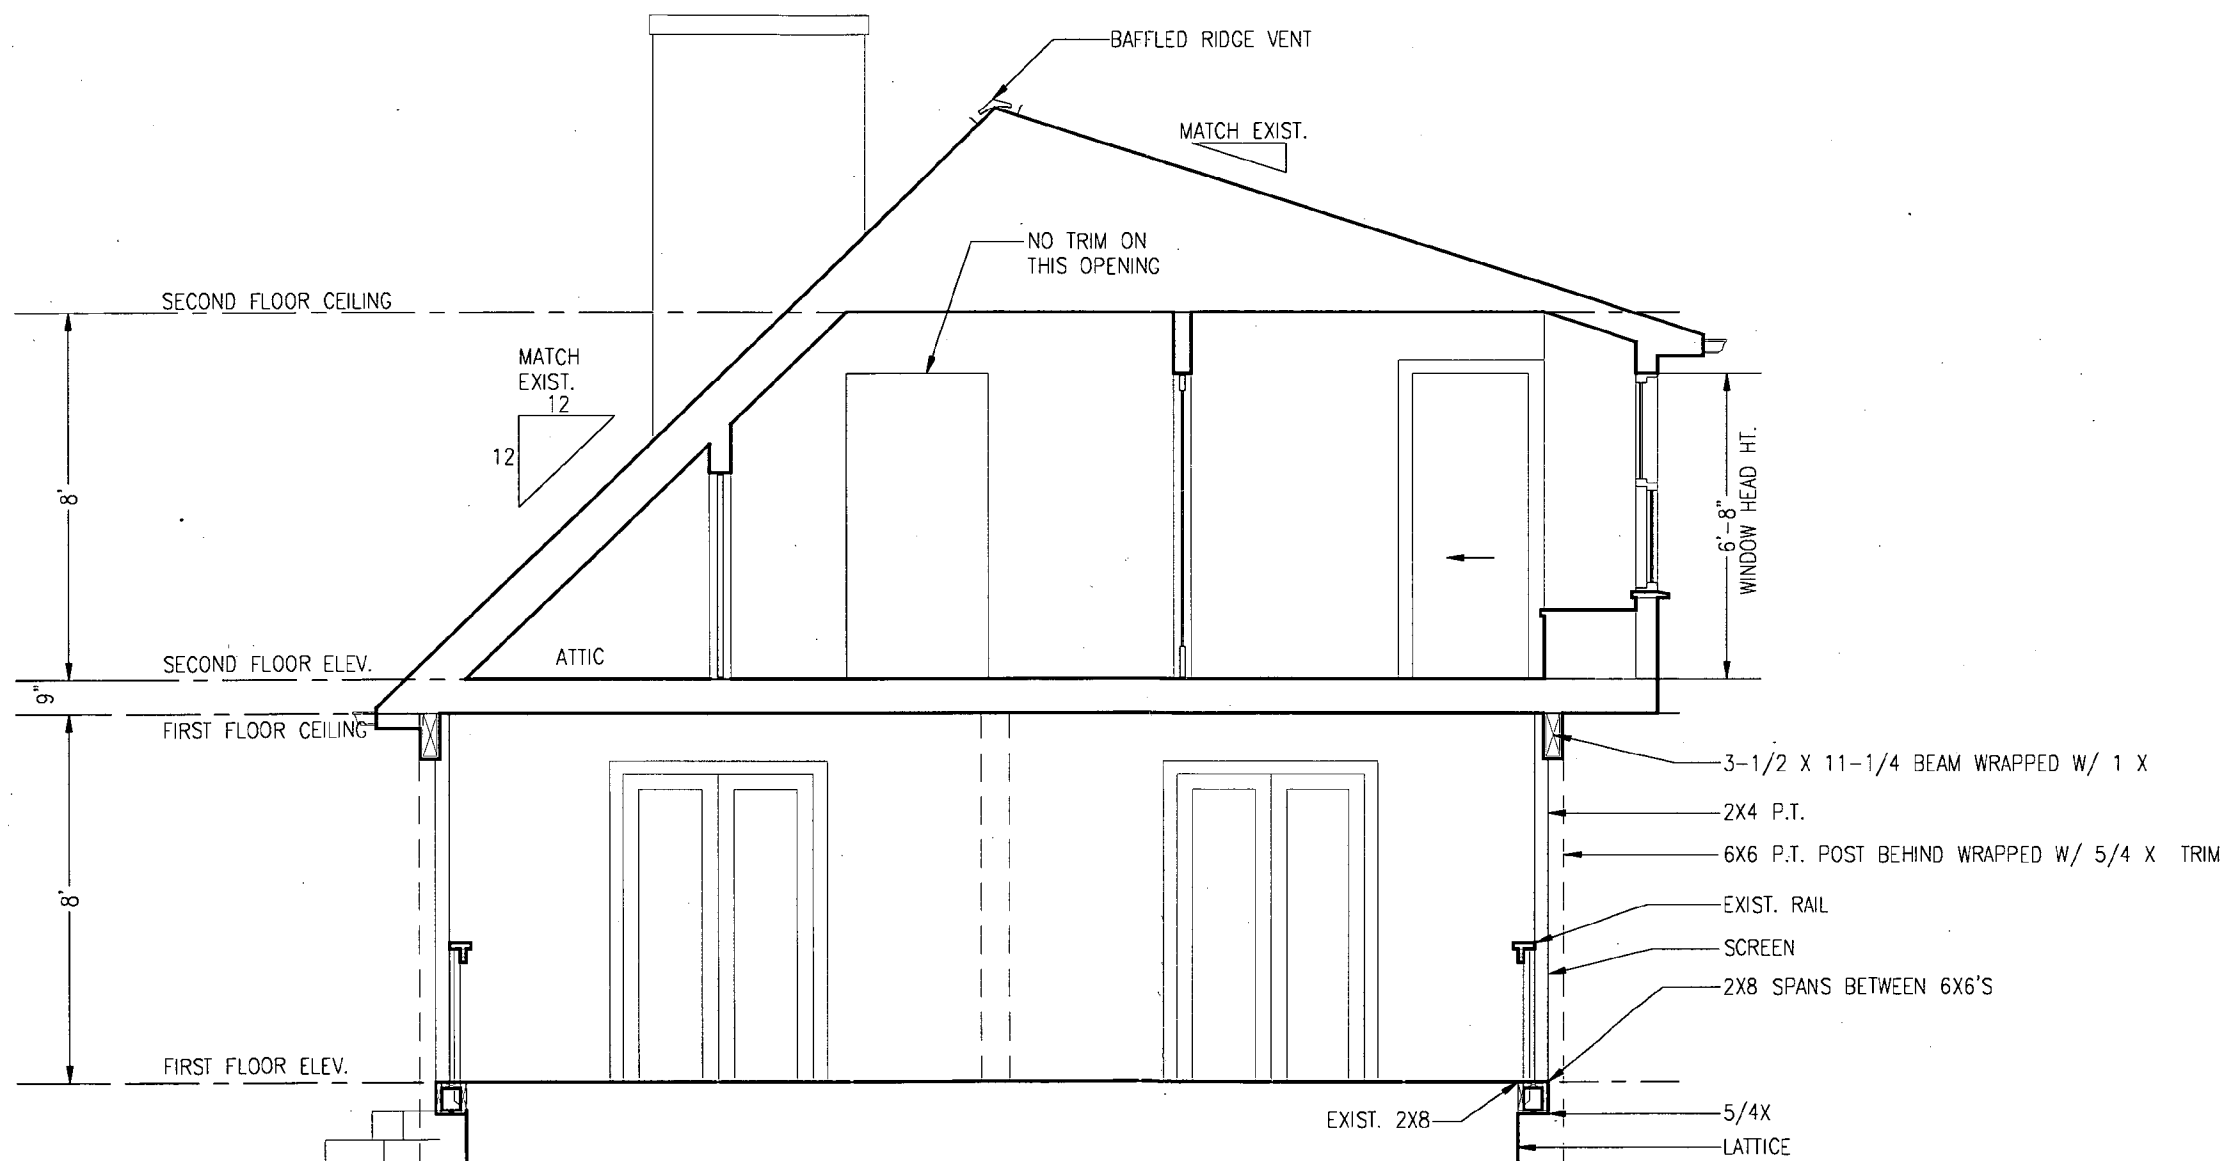 BAFFLED RIDGE VENT
MATCH EXIST.
NO TRIM ON
THIS OPENING
SECOND FLOOR CEILING
MATCH
EXIST.
12
12
8'
6'-8"
WINDOW HEAD HT.
ATTIC
SECOND FLOOR ELEV.
9"
FIRST FLOOR CEILING
3-1/2 X 11-1/4 BEAM WRAPPED W/ 1 X
2X4 P.T.
6X6 P.T. POST BEHIND WRAPPED W/ 5/4 X TRIM
8'
EXIST. RAIL
SCREEN
2X8 SPANS BETWEEN 6X6'S
FIRST FLOOR ELEV.
EXIST. 2X8
5/4X
LATTICE